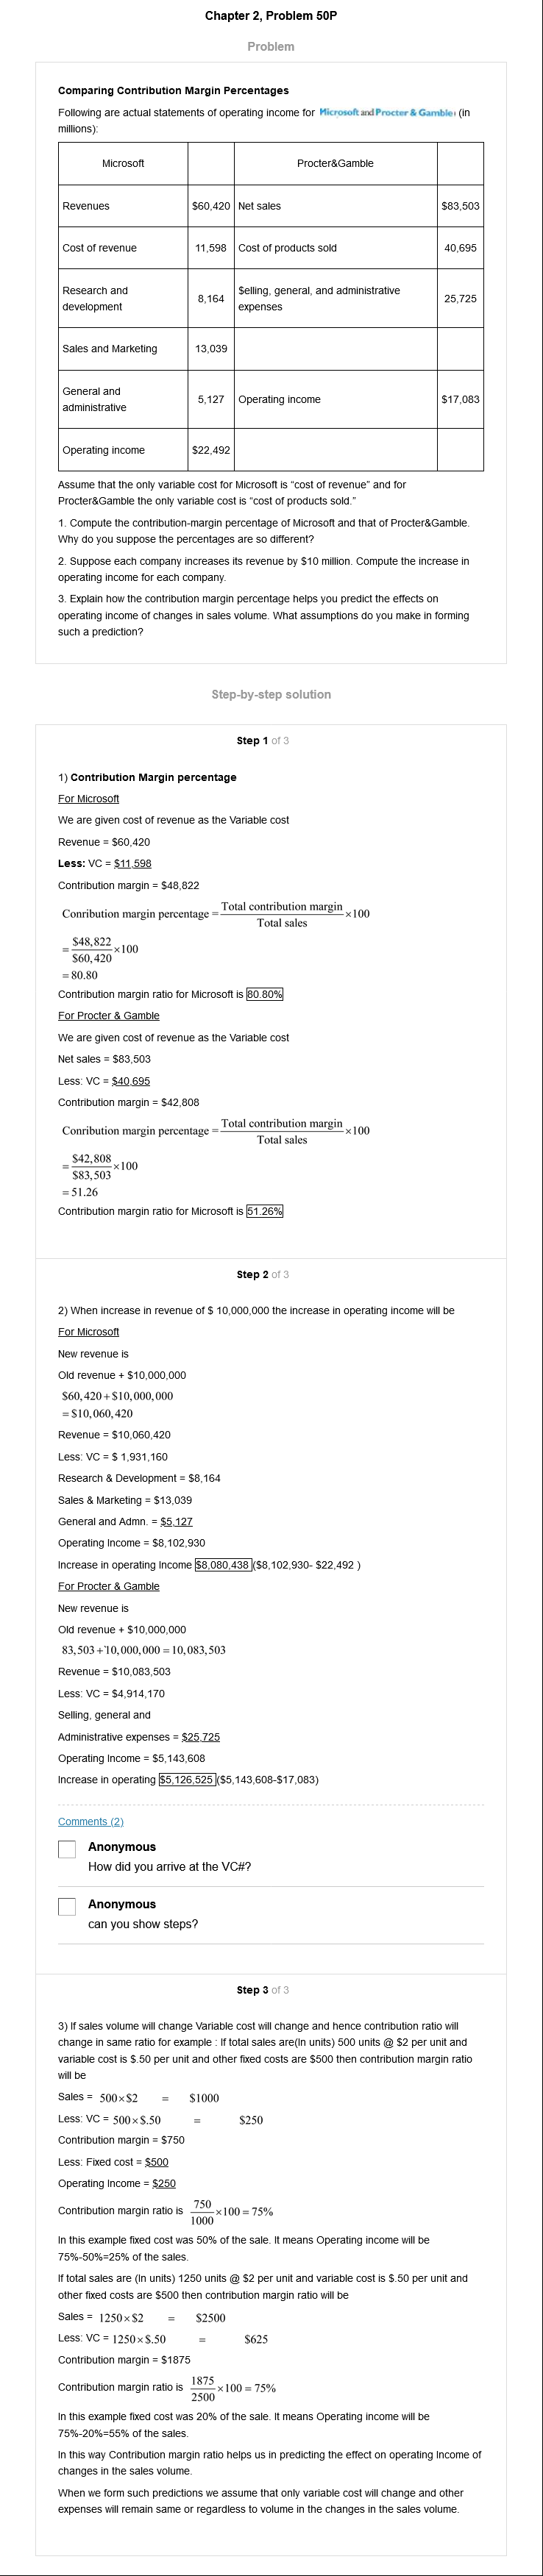 Chapter 2, Problem 50P
Problem
Comparing Contribution Margin Percentages
Following are actual statements of operating income for Microsoft and Procter & Gamble (in
millions):
Microsoft Procter&Gamble
Revenues $60,420 Net sales $83,503
Cost of revenue 11,598 Cost of products sold 40,695
Research and
development 8,164 $elling, general, and administrative
expenses 25,725
Sales and Marketing 13,039
General and
administrative 5,127 Operating income $17,083
Operating income $22,492
Assume that the only variable cost for Microsoft is “cost of revenue” and for
Procter&Gamble the only variable cost is “cost of products sold.”
1. Compute the contribution-margin percentage of Microsoft and that of Procter&Gamble.
Why do you suppose the percentages are so different?
2. Suppose each company increases its revenue by $10 million. Compute the increase in
operating income for each company.
3. Explain how the contribution margin percentage helps you predict the effects on
operating income of changes in sales volume. What assumptions do you make in forming
such a prediction?
Step-by-step solution
Step 1 of 3
1) Contribution Margin percentage
For Microsoft
We are given cost of revenue as the Variable cost
Revenue = $60,420
Less: VC = $11,598
Contribution margin = $48,822
Conribution margin percentage = Total contribution margin / Total sales ×100
= $48,822 / $60,420 ×100
= 80.80
Contribution margin ratio for Microsoft is 80.80%
For Procter & Gamble
We are given cost of revenue as the Variable cost
Net sales = $83,503
Less: VC = $40,695
Contribution margin = $42,808
Conribution margin percentage = Total contribution margin / Total sales ×100
= $42,808 / $83,503 ×100
= 51.26
Contribution margin ratio for Microsoft is 51.26%
Step 2 of 3
2) When increase in revenue of $ 10,000,000 the increase in operating income will be
For Microsoft
New revenue is
Old revenue + $10,000,000
$60,420 + $10,000,000
= $10,060,420
Revenue = $10,060,420
Less: VC = $ 1,931,160
Research & Development = $8,164
Sales & Marketing = $13,039
General and Admn. = $5,127
Operating Income = $8,102,930
Increase in operating Income $8,080,438 ($8,102,930- $22,492 )
For Procter & Gamble
New revenue is
Old revenue + $10,000,000
83,503 + 10,000,000 = 10,083,503
Revenue = $10,083,503
Less: VC = $4,914,170
Selling, general and
Administrative expenses = $25,725
Operating Income = $5,143,608
Increase in operating $5,126,525 ($5,143,608-$17,083)
Comments (2)
Anonymous
How did you arrive at the VC#?
Anonymous
can you show steps?
Step 3 of 3
3) If sales volume will change Variable cost will change and hence contribution ratio will
change in same ratio for example : If total sales are(In units) 500 units @ $2 per unit and
variable cost is $.50 per unit and other fixed costs are $500 then contribution margin ratio
will be
Sales = 500×$2 = $1000
Less: VC = 500×$.50 = $250
Contribution margin = $750
Less: Fixed cost = $500
Operating Income = $250
Contribution margin ratio is 750 / 1000 ×100 = 75%
In this example fixed cost was 50% of the sale. It means Operating income will be
75%-50%=25% of the sales.
If total sales are (In units) 1250 units @ $2 per unit and variable cost is $.50 per unit and
other fixed costs are $500 then contribution margin ratio will be
Sales = 1250×$2 = $2500
Less: VC = 1250×$.50 = $625
Contribution margin = $1875
Contribution margin ratio is 1875 / 2500 ×100 = 75%
In this example fixed cost was 20% of the sale. It means Operating income will be
75%-20%=55% of the sales.
In this way Contribution margin ratio helps us in predicting the effect on operating Income of
changes in the sales volume.
When we form such predictions we assume that only variable cost will change and other
expenses will remain same or regardless to volume in the changes in the sales volume.